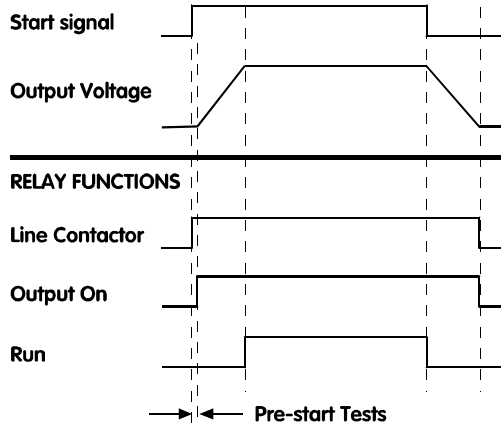 Start signal
Output Voltage
RELAY FUNCTIONS
Line Contactor
Output On
Run
Pre-start Tests